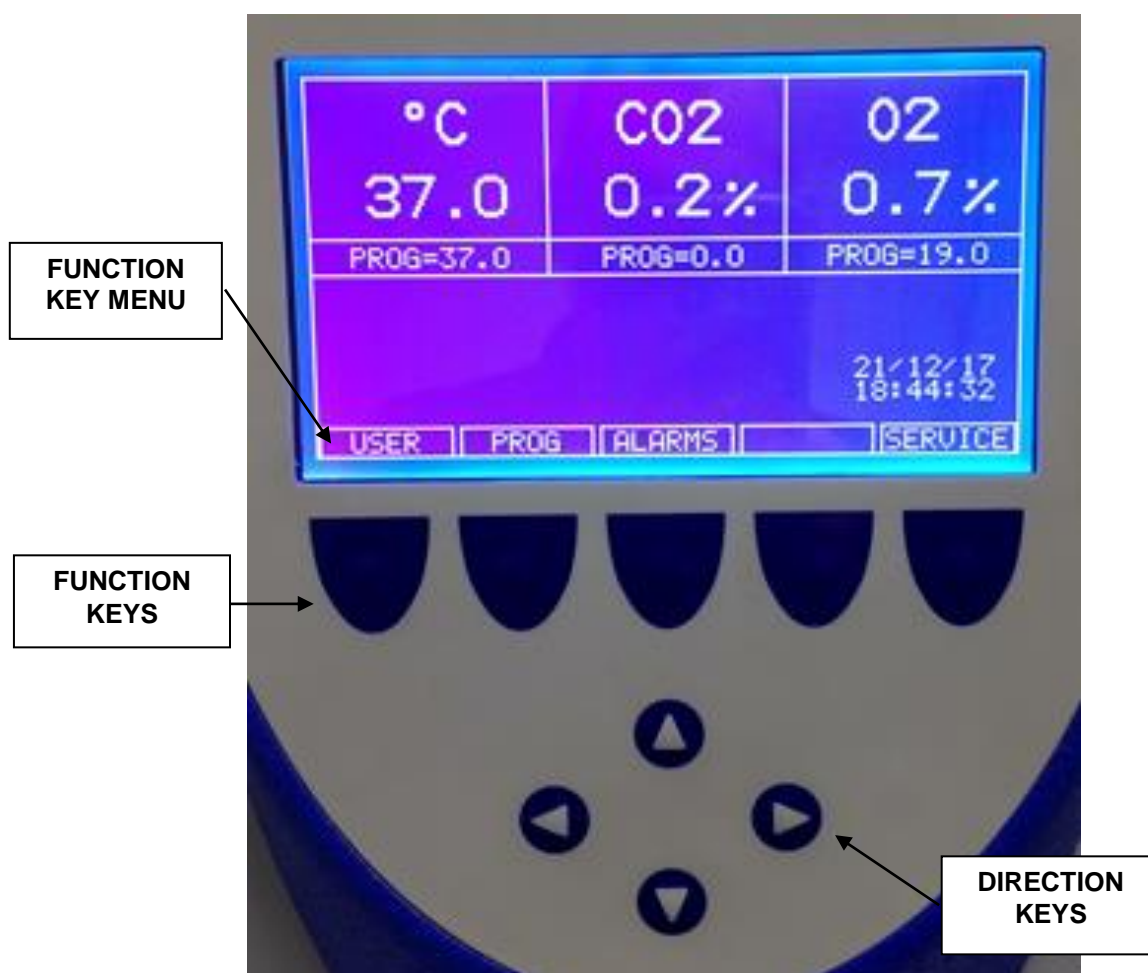 °C CO2 O2
37.0 0.2% 0.7%
PROG=37.0 PROG=0.0 PROG=19.0
FUNCTION
KEY MENU
21/12/17
18:44:32
USER PROG ALARMS SERVICE
FUNCTION
KEYS
DIRECTION
KEYS